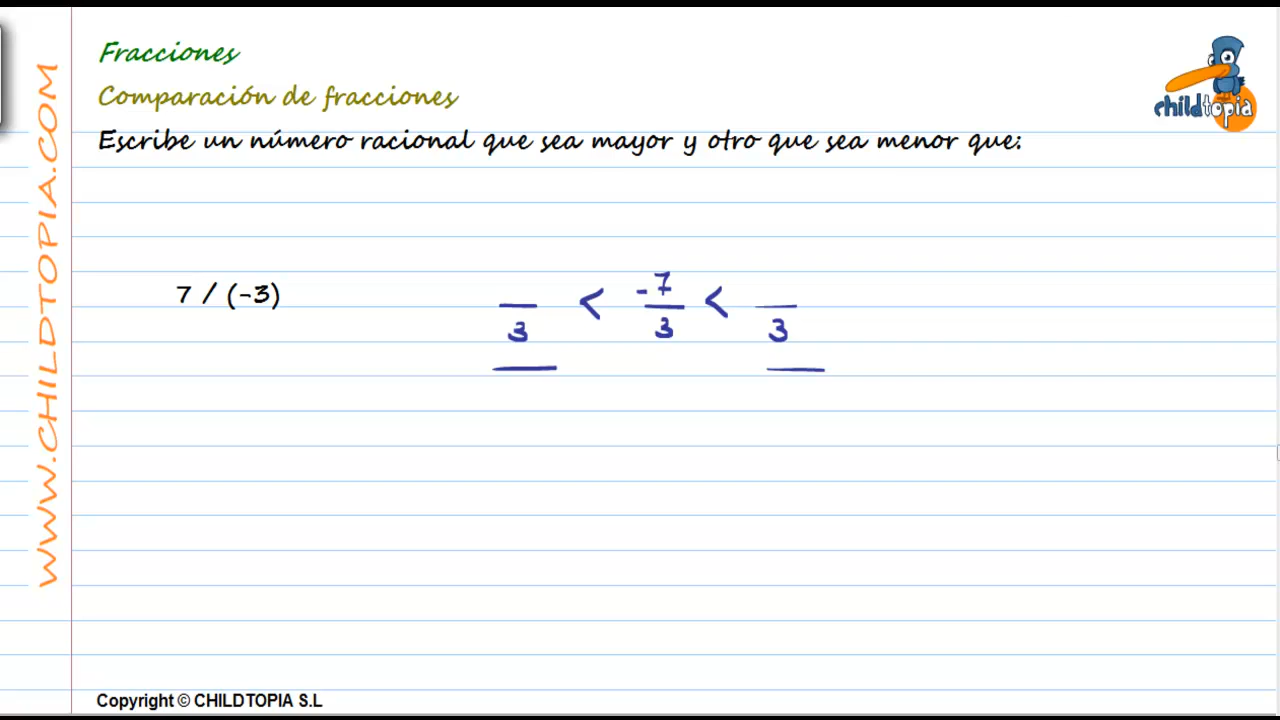 WWW.CHILDTOPIA.COM
Fracciones
Comparación de fracciones
childtopia
Escribe un número racional que sea mayor y otro que sea menor que:
7 / (-3)
— < -7 < —
3 3 3
Copyright © CHILDTOPIA S.L